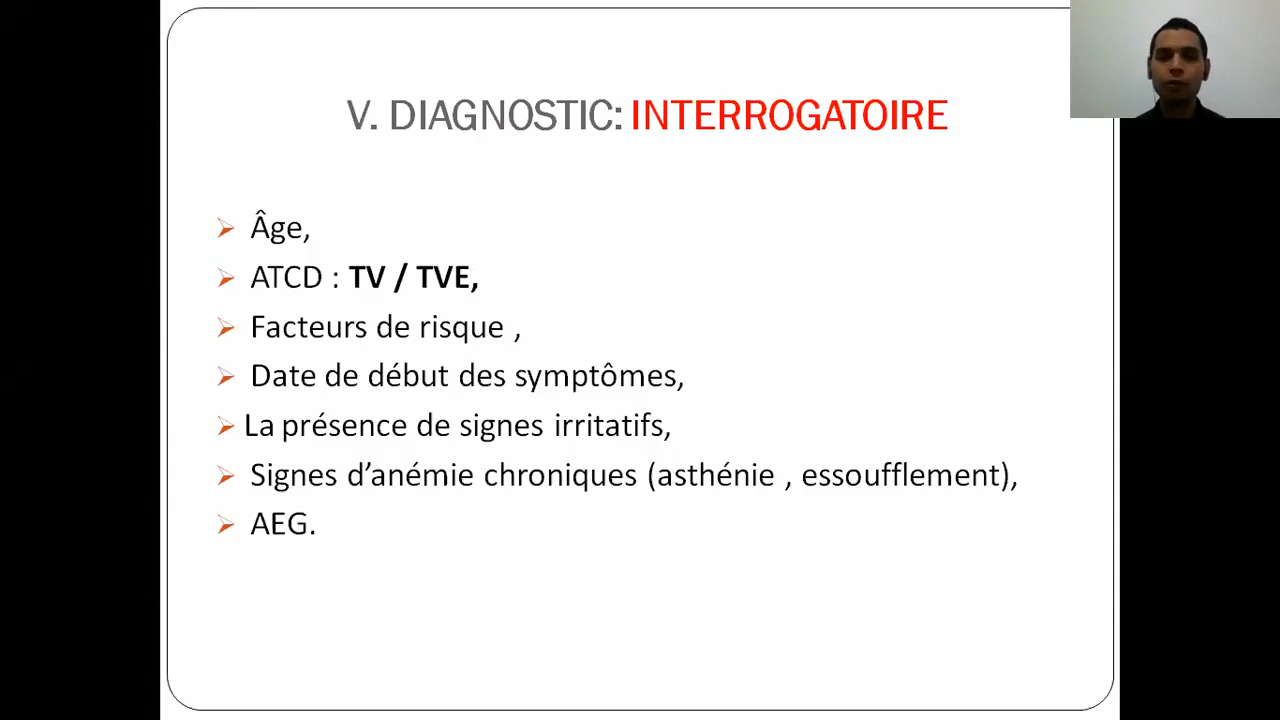 V. DIAGNOSTIC: INTERROGATOIRE
Âge,
ATCD : TV / TVE,
Facteurs de risque ,
Date de début des symptômes,
La présence de signes irritatifs,
Signes d’anémie chroniques (asthénie , essoufflement),
AEG.